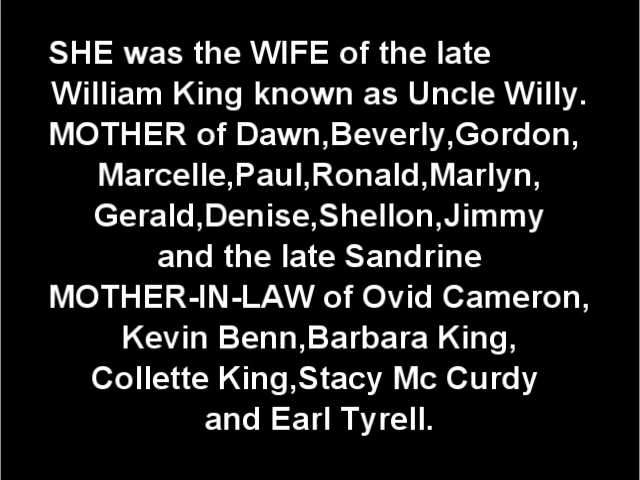 SHE was the WIFE of the late
William King known as Uncle Willy.
MOTHER of Dawn,Beverly,Gordon,
Marcelle,Paul,Ronald,Marlyn,
Gerald,Denise,Shellon,Jimmy
and the late Sandrine
MOTHER-IN-LAW of Ovid Cameron,
Kevin Benn,Barbara King,
Collette King,Stacy Mc Curdy
and Earl Tyrell.